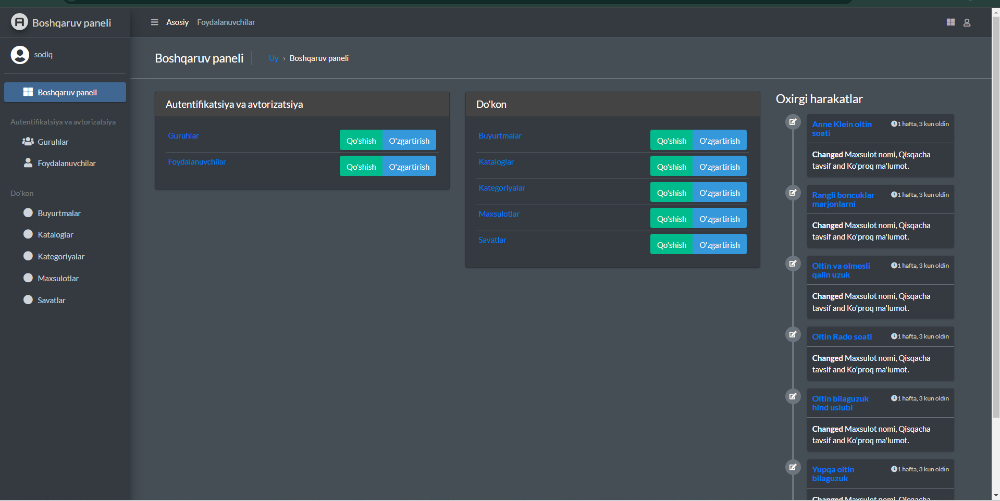 Boshqaruv paneli
Asosiy Foydalanuvchilar
sodiq
Boshqaruv paneli
Autentifikatsiya va avtorizatsiya
Guruhlar
Foydalanuvchilar
Do'kon
Buyurtmalar
Kataloglar
Kategoriyalar
Maxsulotlar
Savatlar
Boshqaruv paneli
Uy › Boshqaruv paneli
Autentifikatsiya va avtorizatsiya
Guruhlar Qo'shish O'zgartirish
Foydalanuvchilar Qo'shish O'zgartirish
Do'kon
Buyurtmalar Qo'shish O'zgartirish
Kataloglar Qo'shish O'zgartirish
Kategoriyalar Qo'shish O'zgartirish
Maxsulotlar Qo'shish O'zgartirish
Savatlar Qo'shish O'zgartirish
Oxirgi harakatlar
Anne Klein oltin 1 hafta, 3 kun oldin
soati
Changed Maxsulot nomi, Qisqacha
tavsif and Ko'proq ma'lumot.
Rangli boncuklar 1 hafta, 3 kun oldin
marjonlarni
Changed Maxsulot nomi, Qisqacha
tavsif and Ko'proq ma'lumot.
Oltin va olmosli 1 hafta, 3 kun oldin
qalin uzuk
Changed Maxsulot nomi, Qisqacha
tavsif and Ko'proq ma'lumot.
Oltin Rado soati 1 hafta, 3 kun oldin
Changed Maxsulot nomi, Qisqacha
tavsif and Ko'proq ma'lumot.
Oltin bilaguzuk 1 hafta, 3 kun oldin
hind uslubi
Changed Maxsulot nomi, Qisqacha
tavsif and Ko'proq ma'lumot.
Yupqa oltin 1 hafta, 3 kun oldin
bilaguzuk
Changed Maxsulot nomi, Qisqacha